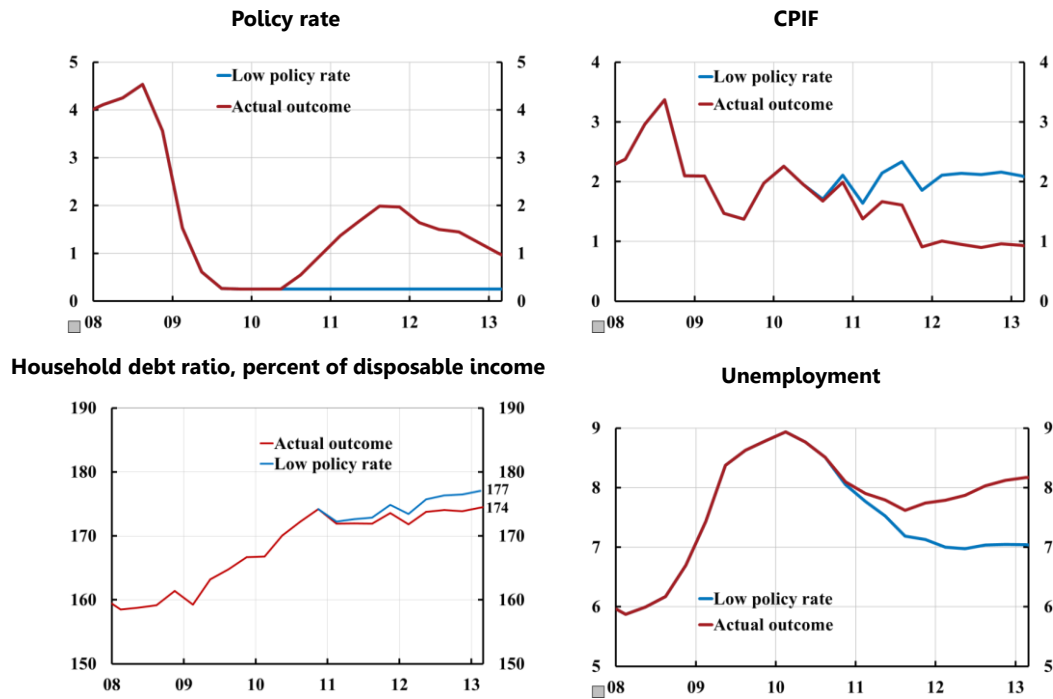 Policy rate
5
4
3
2
1
0
5
4
3
2
1
0
Low policy rate
Actual outcome
08 09 10 11 12 13
CPIF
4
3
2
1
0
4
3
2
1
0
Low policy rate
Actual outcome
08 09 10 11 12 13
Household debt ratio, percent of disposable income
190
180
170
160
150
190
180
170
160
150
Actual outcome
Low policy rate
177
174
08 09 10 11 12 13
Unemployment
9
8
7
6
5
9
8
7
6
5
Low policy rate
Actual outcome
08 09 10 11 12 13